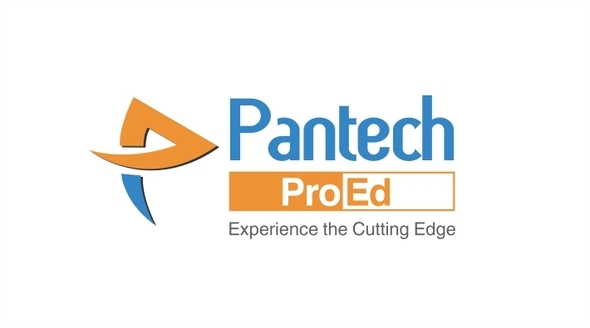 Pantech
ProEd
Experience the Cutting Edge